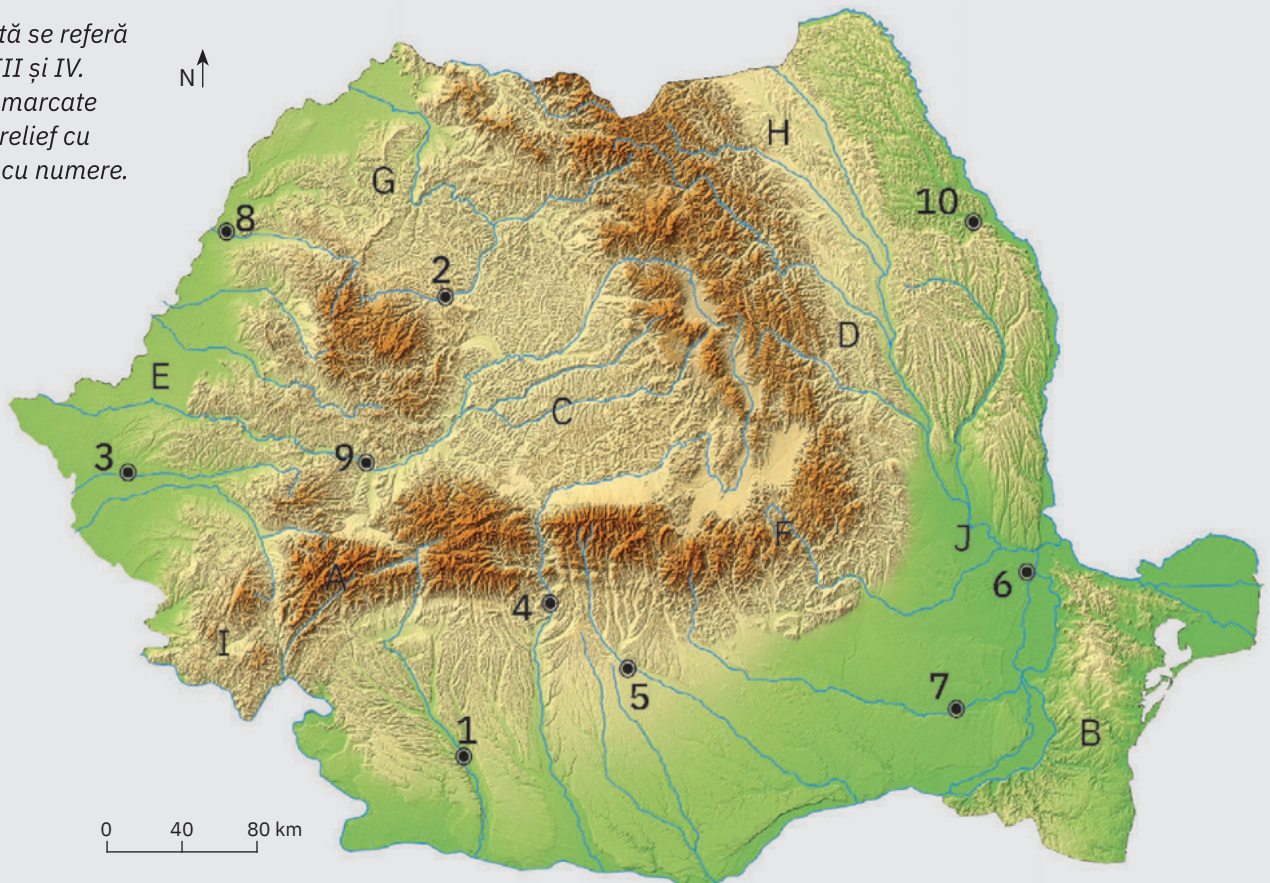 tă se referă
III și IV.
marcate
relief cu
cu numere.
N
H
10
G
8
2
D
E
C
3
9
F
J
A
6
4
I
5
7
B
1
0 40 80 km